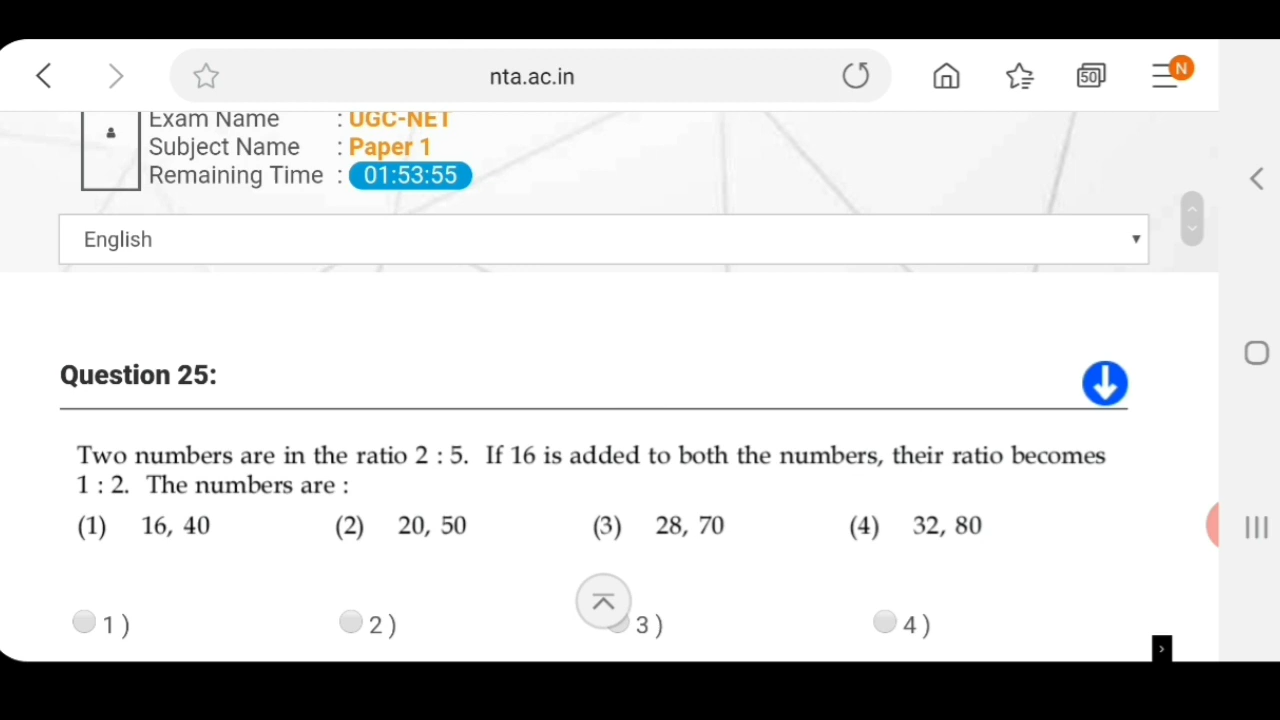 nta.ac.in
50
N
Exam Name : UGC-NET
Subject Name : Paper 1
Remaining Time : 01:53:55
English
Question 25:
Two numbers are in the ratio 2 : 5. If 16 is added to both the numbers, their ratio becomes
1 : 2. The numbers are :
(1) 16, 40 (2) 20, 50 (3) 28, 70 (4) 32, 80
1 ) 2 ) 3 ) 4 )